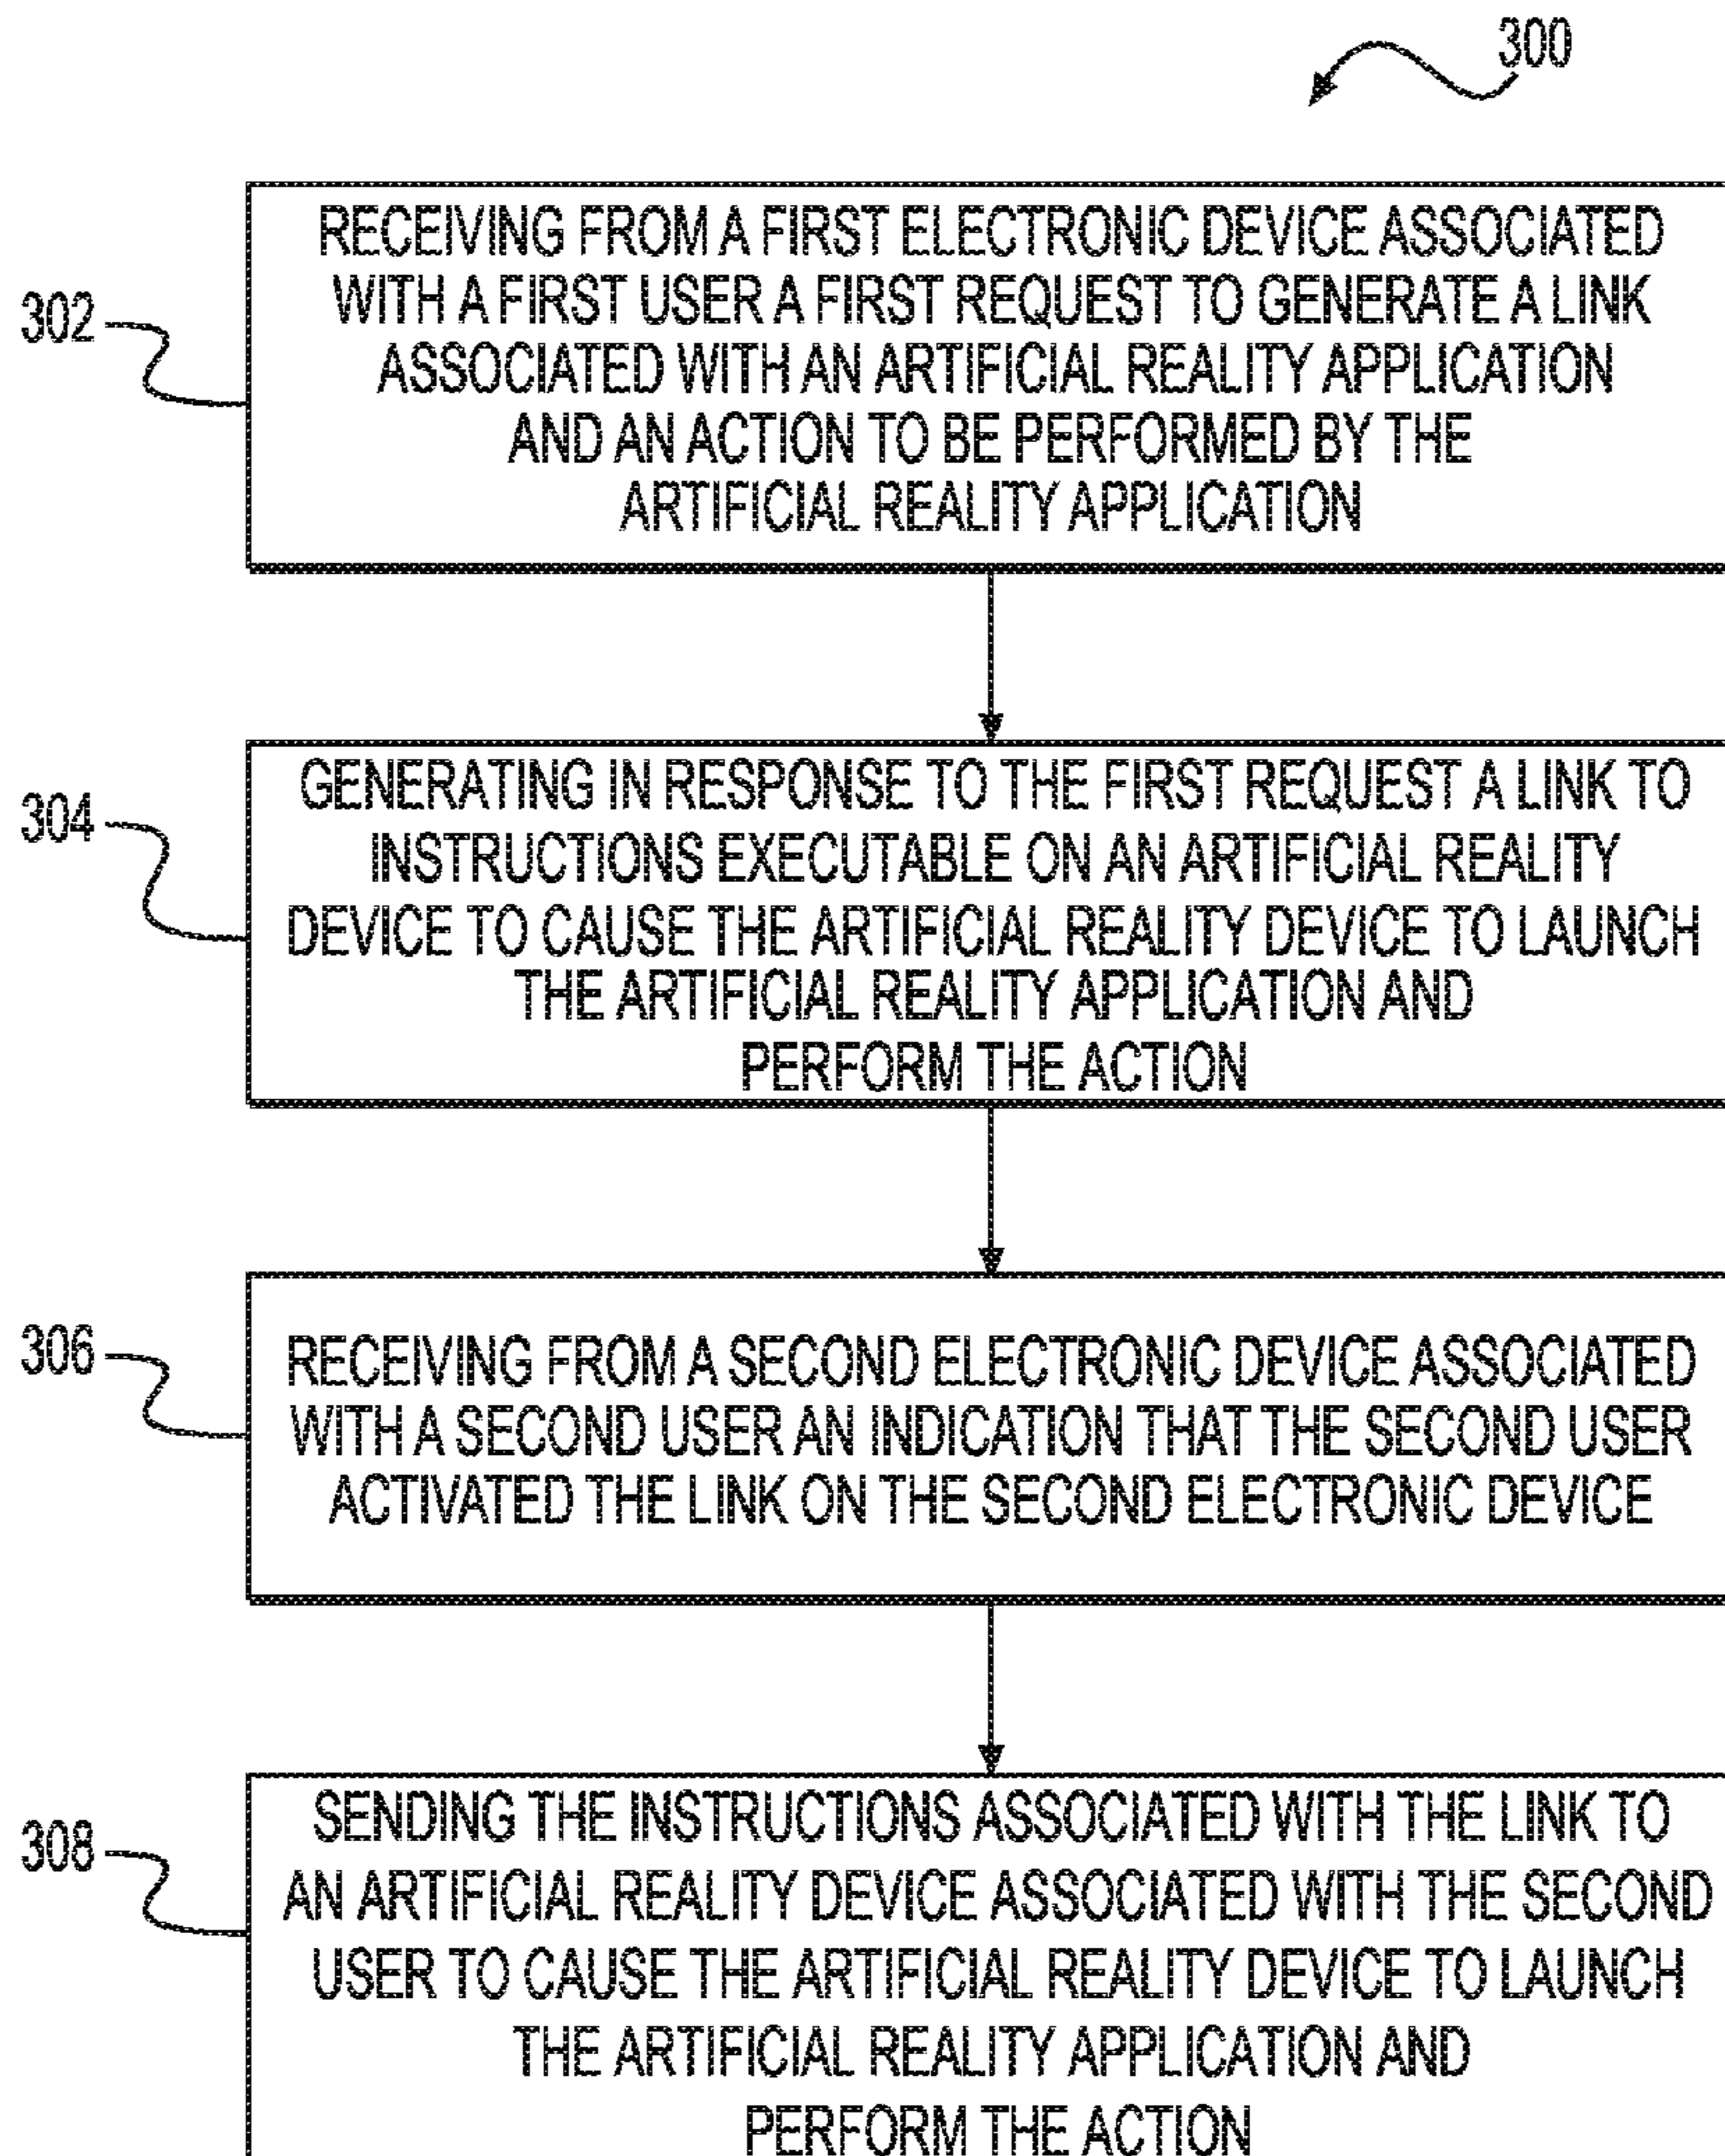 300
302
RECEIVING FROM A FIRST ELECTRONIC DEVICE ASSOCIATED
WITH A FIRST USER A FIRST REQUEST TO GENERATE A LINK
ASSOCIATED WITH AN ARTIFICIAL REALITY APPLICATION
AND AN ACTION TO BE PERFORMED BY THE
ARTIFICIAL REALITY APPLICATION
304
GENERATING IN RESPONSE TO THE FIRST REQUEST A LINK TO
INSTRUCTIONS EXECUTABLE ON AN ARTIFICIAL REALITY
DEVICE TO CAUSE THE ARTIFICIAL REALITY DEVICE TO LAUNCH
THE ARTIFICIAL REALITY APPLICATION AND
PERFORM THE ACTION
306
RECEIVING FROM A SECOND ELECTRONIC DEVICE ASSOCIATED
WITH A SECOND USER AN INDICATION THAT THE SECOND USER
ACTIVATED THE LINK ON THE SECOND ELECTRONIC DEVICE
308
SENDING THE INSTRUCTIONS ASSOCIATED WITH THE LINK TO
AN ARTIFICIAL REALITY DEVICE ASSOCIATED WITH THE SECOND
USER TO CAUSE THE ARTIFICIAL REALITY DEVICE TO LAUNCH
THE ARTIFICIAL REALITY APPLICATION AND
PERFORM THE ACTION